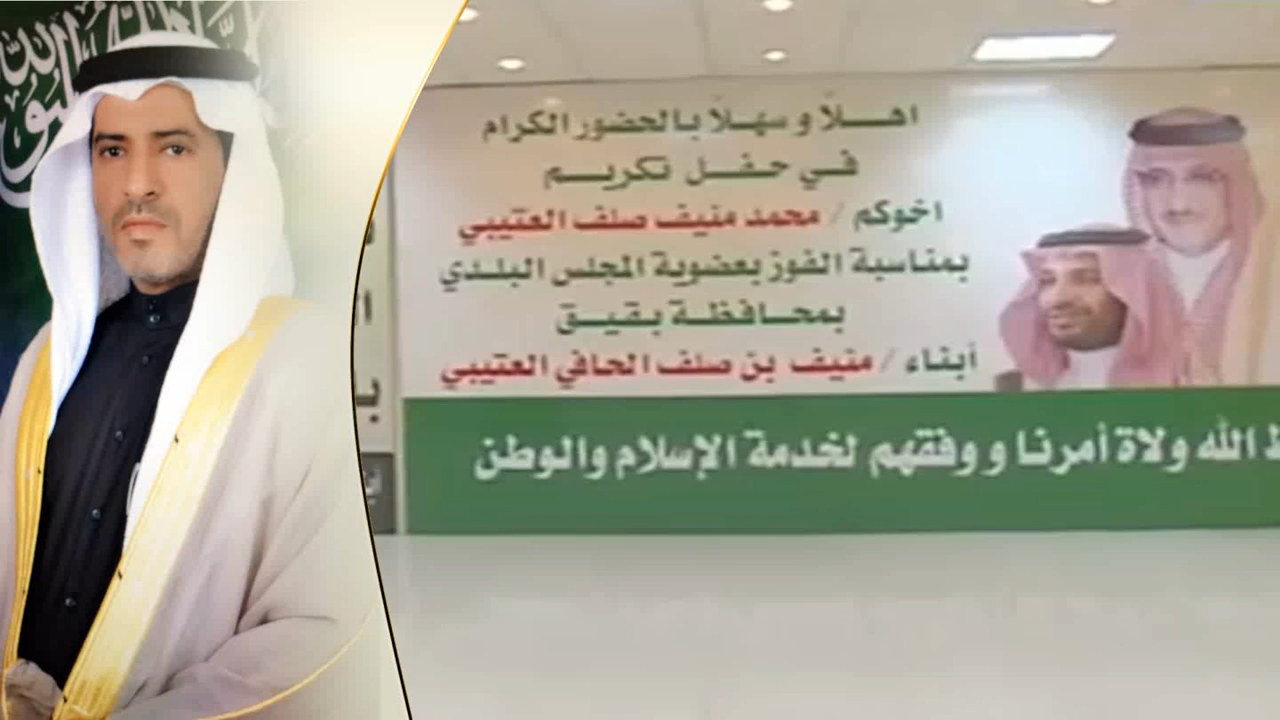 اهلا و سهلا بالحضور الكرام
في حفل تكريم
اخوكم / محمد منيف صلف العتيبي
بمناسبة الفوز بعضوية المجلس البلدي
بمحافظة بقيق
أبناء / منيف بن صلف الحافي العتيبي
الله ولاة أمرنا و وفقهم لخدمة الإسلام والوطن